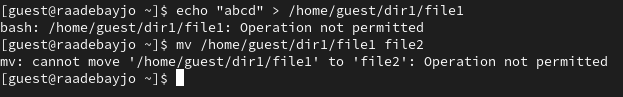 [guest@raadebayjo ~]$ echo "abcd" > /home/guest/dir1/file1
bash: /home/guest/dir1/file1: Operation not permitted
[guest@raadebayjo ~]$ mv /home/guest/dir1/file1 file2
mv: cannot move '/home/guest/dir1/file1' to 'file2': Operation not permitted
[guest@raadebayjo ~]$